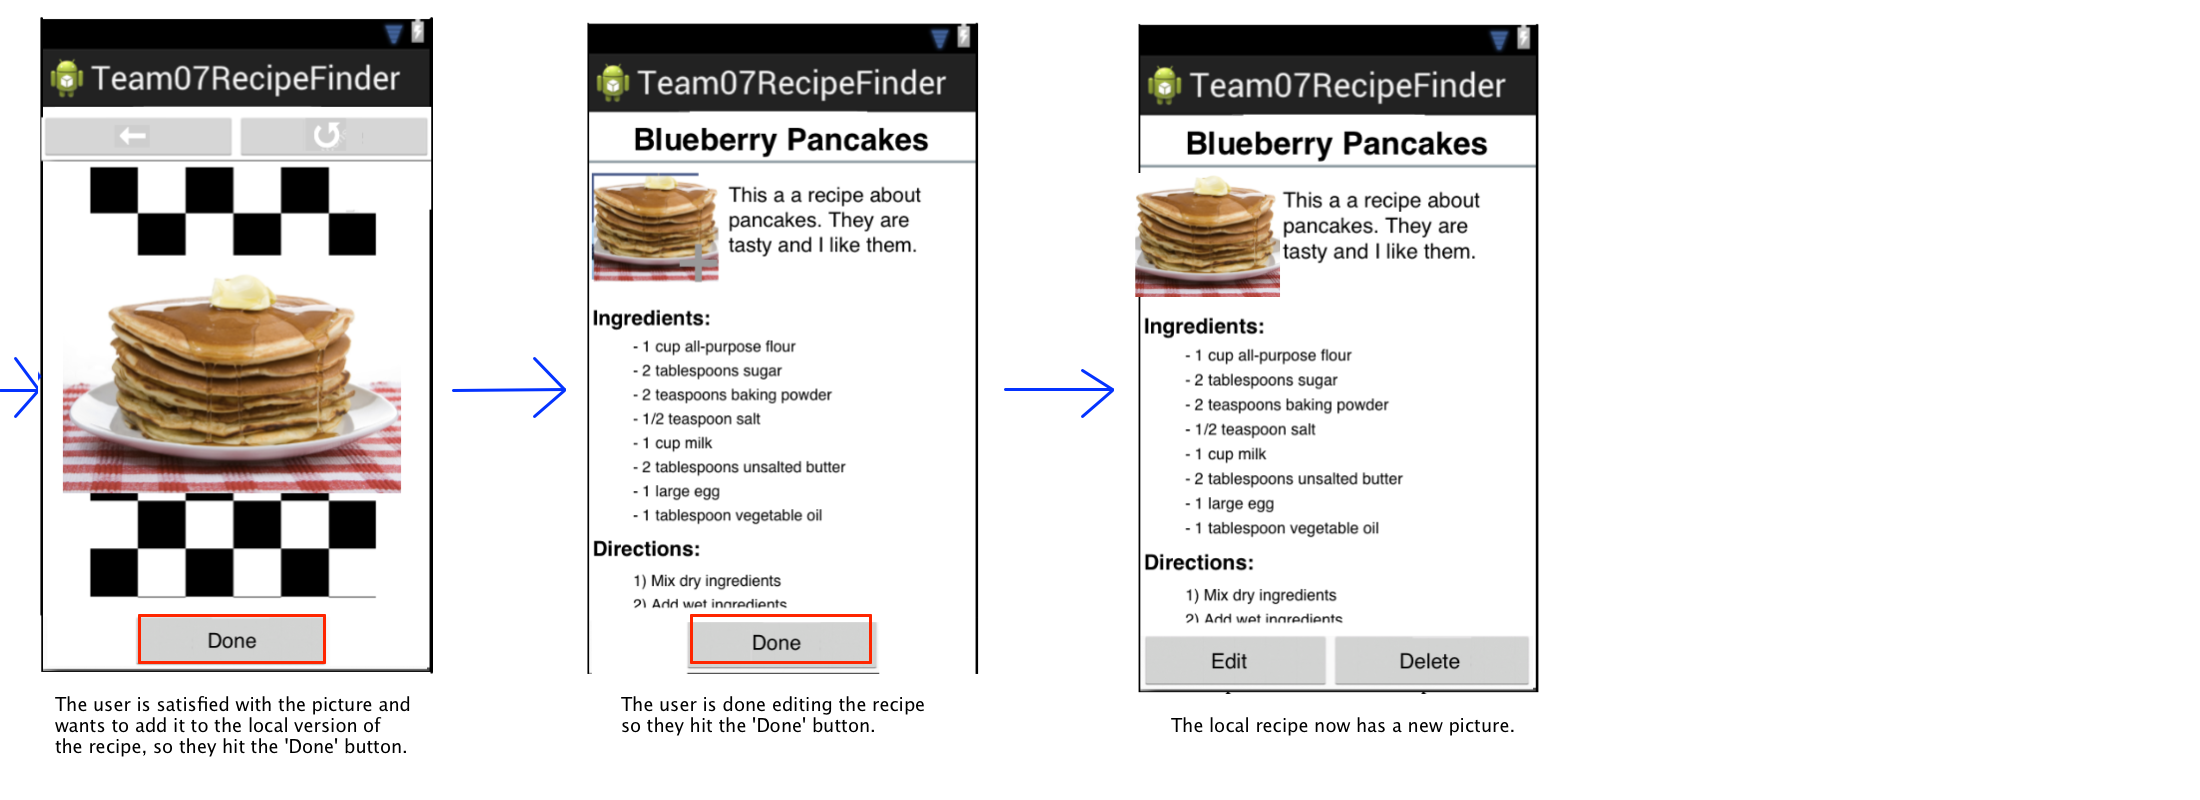 Team07RecipeFinder
Done
The user is satisfied with the picture and
wants to add it to the local version of
the recipe, so they hit the 'Done' button.
Team07RecipeFinder
Blueberry Pancakes
This a a recipe about
pancakes. They are
tasty and I like them.
Ingredients:
- 1 cup all-purpose flour
- 2 tablespoons sugar
- 2 teaspoons baking powder
- 1/2 teaspoon salt
- 1 cup milk
- 2 tablespoons unsalted butter
- 1 large egg
- 1 tablespoon vegetable oil
Directions:
1) Mix dry ingredients
2) Add wet ingredients
Done
The user is done editing the recipe
so they hit the 'Done' button.
Team07RecipeFinder
Blueberry Pancakes
This a a recipe about
pancakes. They are
tasty and I like them.
Ingredients:
- 1 cup all-purpose flour
- 2 tablespoons sugar
- 2 teaspoons baking powder
- 1/2 teaspoon salt
- 1 cup milk
- 2 tablespoons unsalted butter
- 1 large egg
- 1 tablespoon vegetable oil
Directions:
1) Mix dry ingredients
2) Add wet ingredients
Edit
Delete
The local recipe now has a new picture.